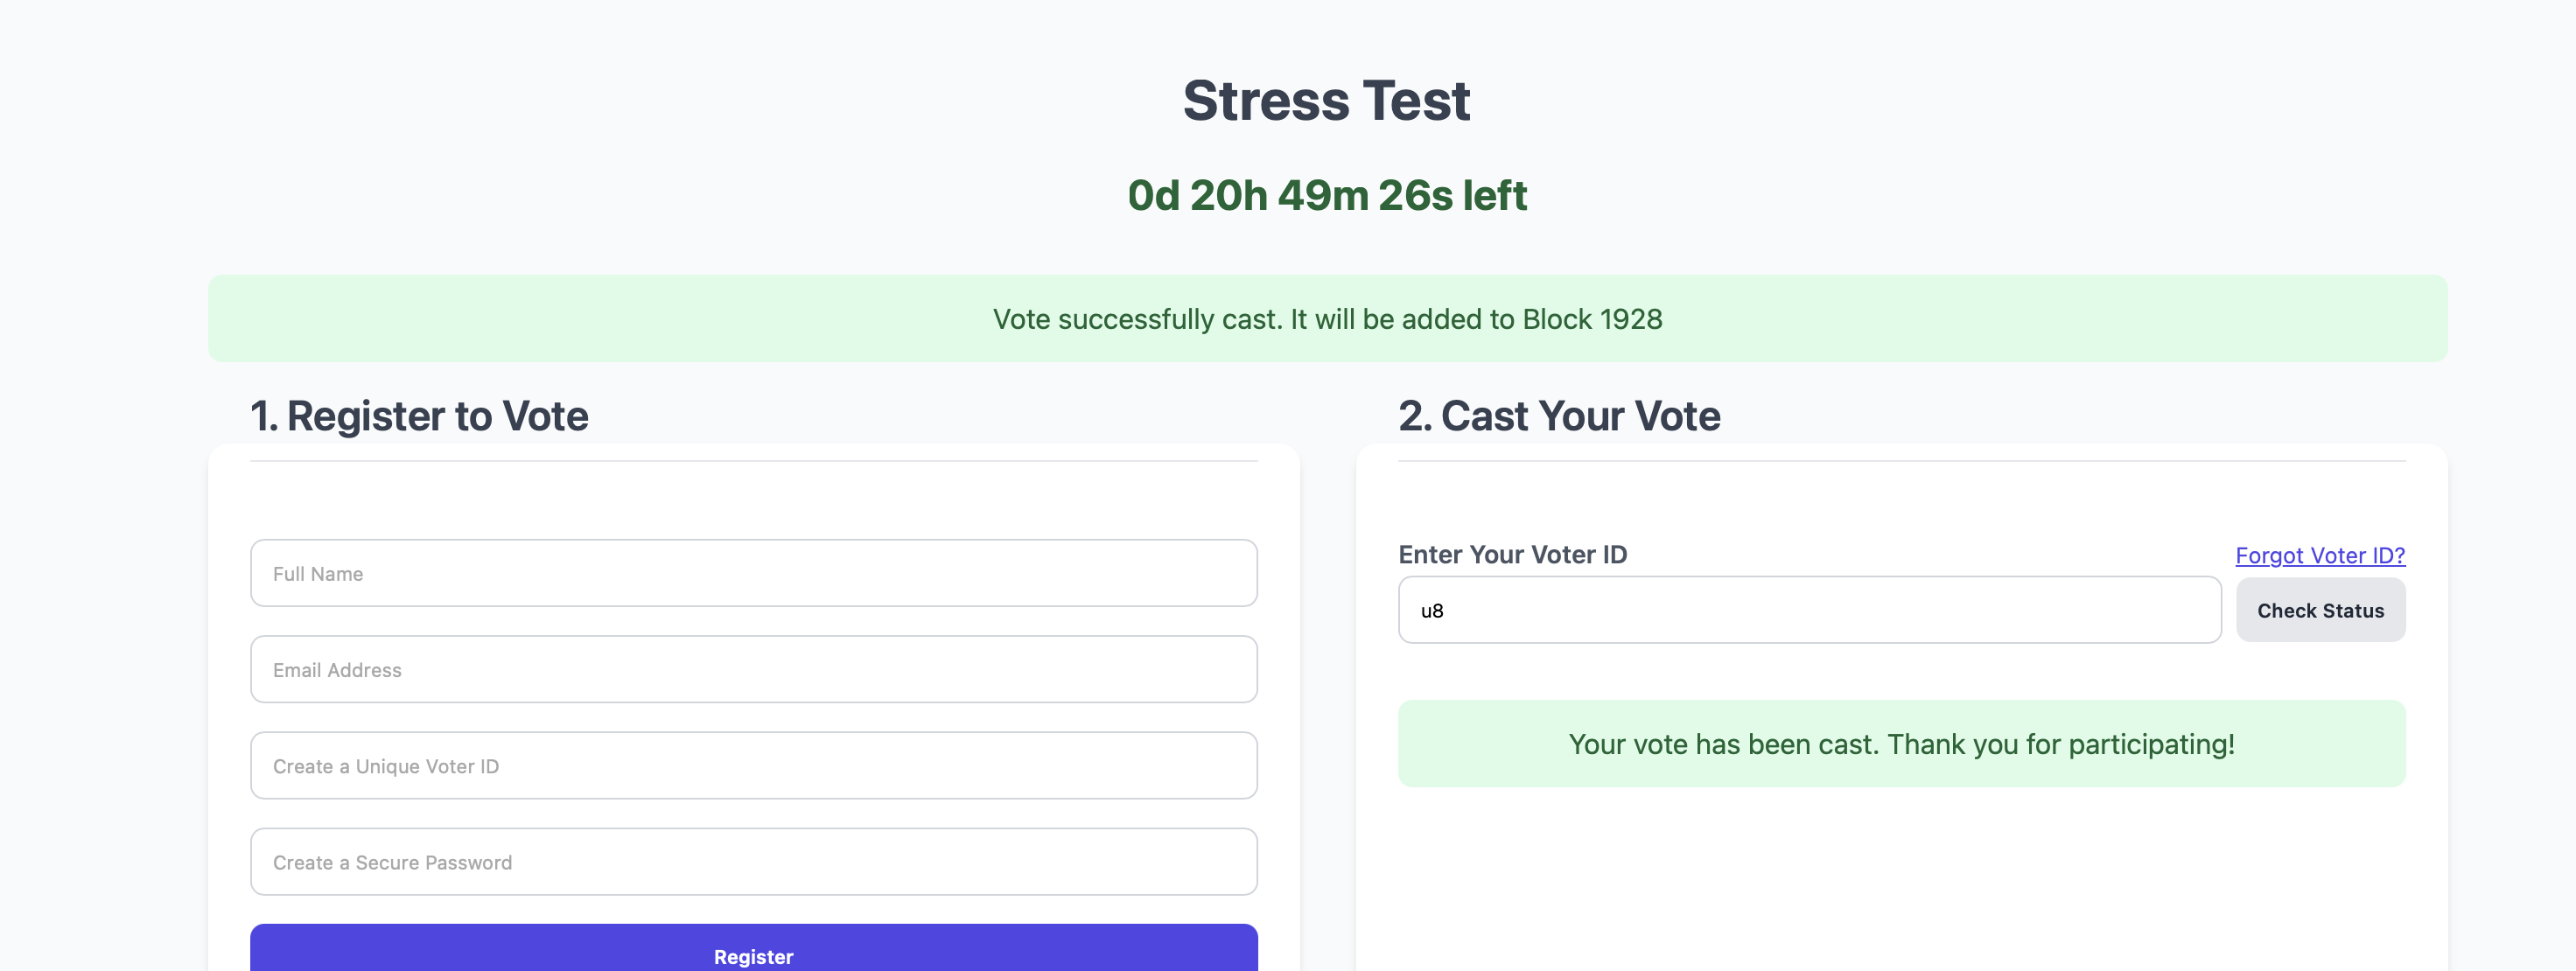 Stress Test
0d 20h 49m 26s left
Vote successfully cast. It will be added to Block 1928
1. Register to Vote
Full Name
Email Address
Create a Unique Voter ID
Create a Secure Password
Register
2. Cast Your Vote
Enter Your Voter ID
Forgot Voter ID?
u8
Check Status
Your vote has been cast. Thank you for participating!